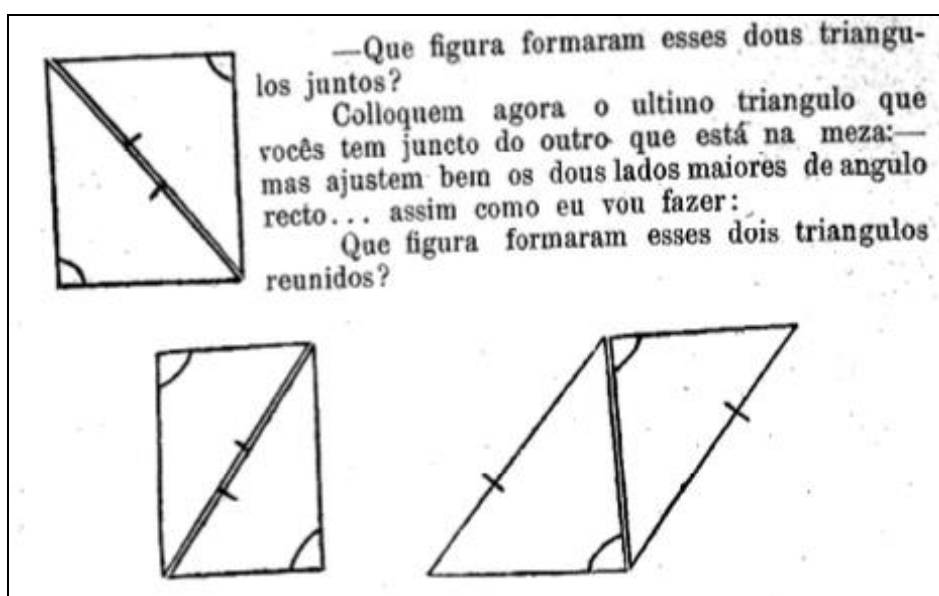 —Que figura formaram esses dous triangu-
los juntos?
Colloquem agora o ultimo triangulo que
vocês tem juncto do outro que está na meza:—
mas ajustem bem os dous lados maiores de angulo
recto... assim como eu vou fazer:
Que figura formaram esses dois triangulos
reunidos?